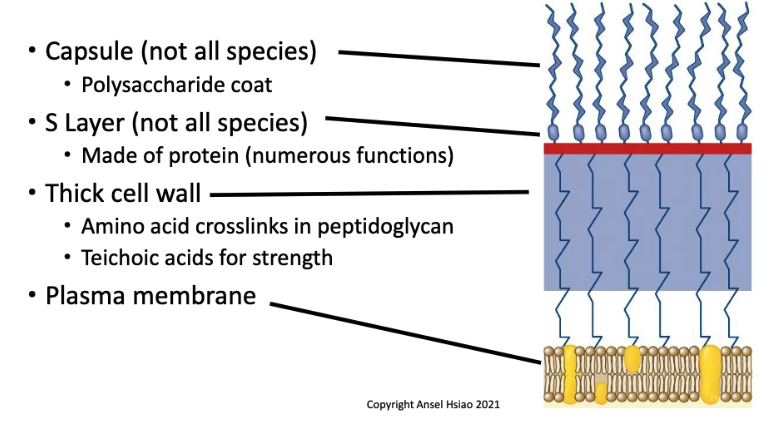 • Capsule (not all species)
• Polysaccharide coat
• S Layer (not all species)
• Made of protein (numerous functions)
• Thick cell wall
• Amino acid crosslinks in peptidoglycan
• Teichoic acids for strength
• Plasma membrane
Copyright Ansel Hsiao 2021